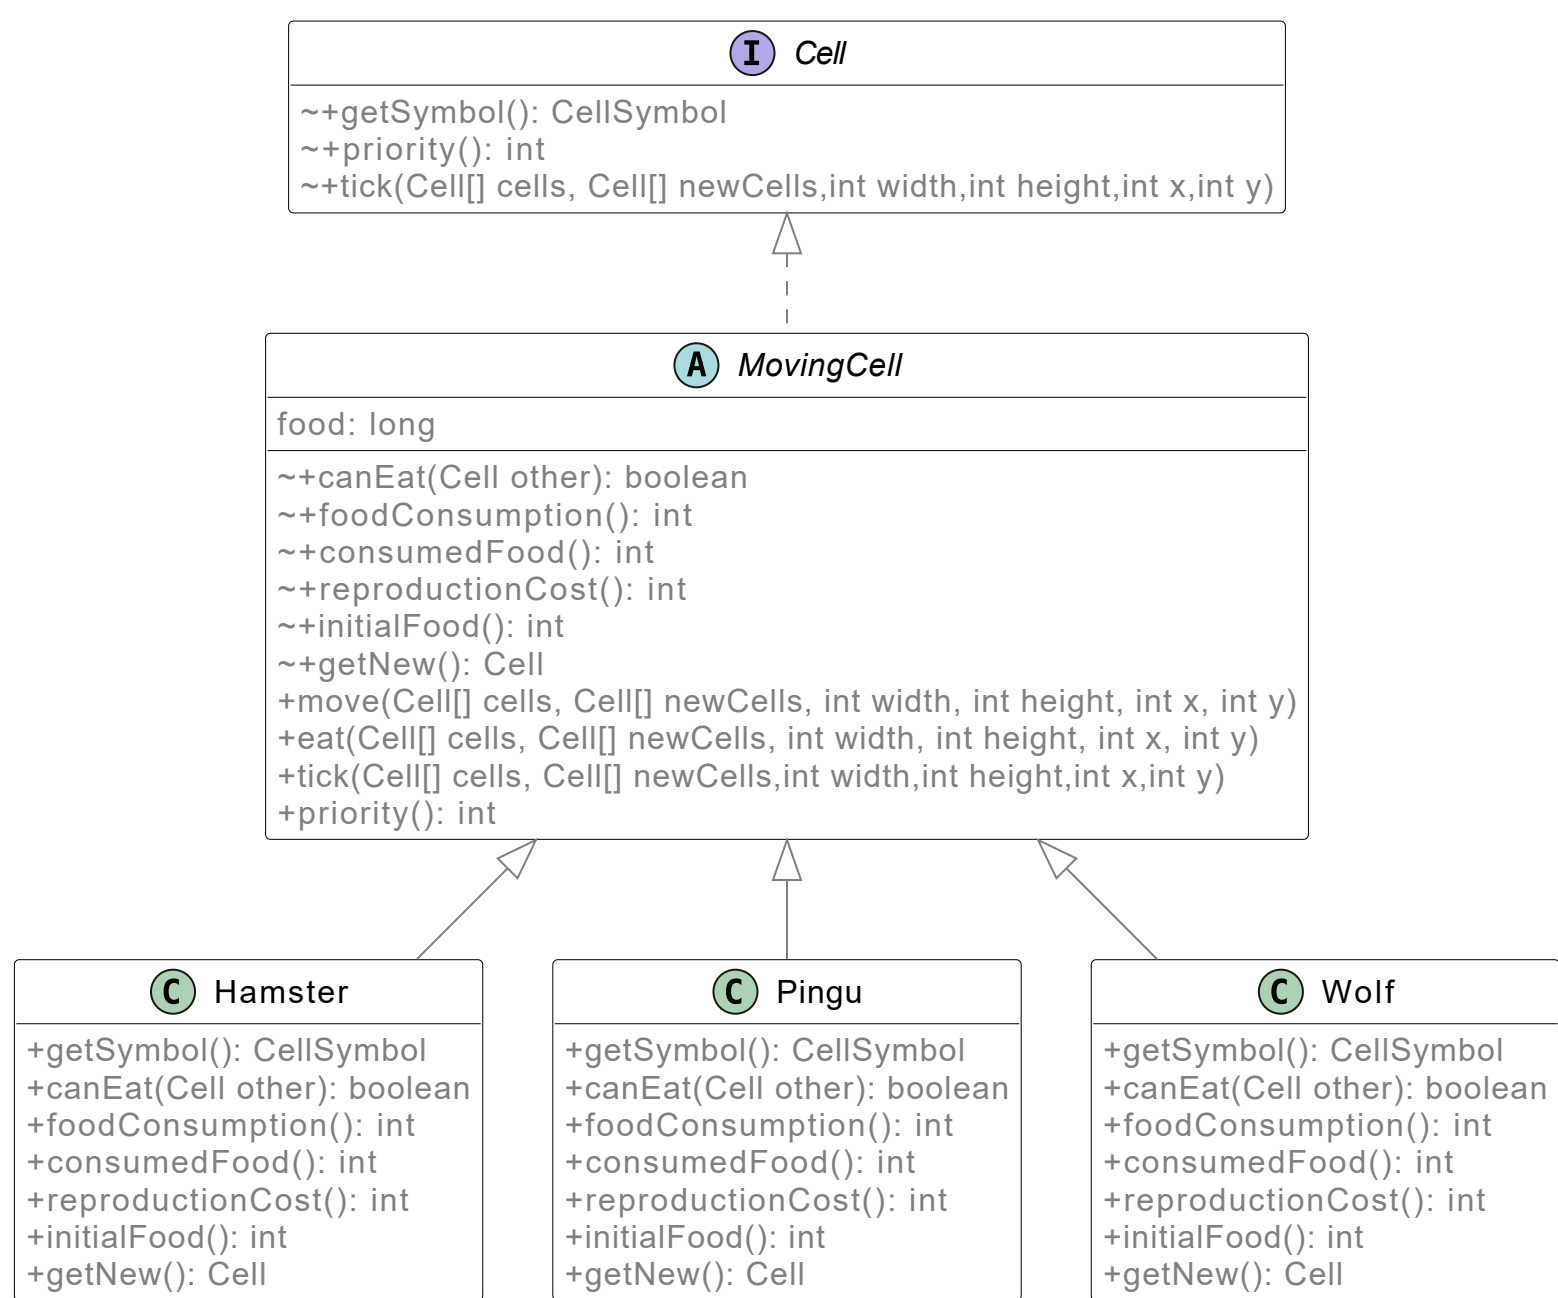 I Cell
~+getSymbol(): CellSymbol
~+priority(): int
~+tick(Cell[] cells, Cell[] newCells,int width,int height,int x,int y)
A MovingCell
food: long
~+canEat(Cell other): boolean
~+foodConsumption(): int
~+consumedFood(): int
~+reproductionCost(): int
~+initialFood(): int
~+getNew(): Cell
+move(Cell[] cells, Cell[] newCells, int width, int height, int x, int y)
+eat(Cell[] cells, Cell[] newCells, int width, int height, int x, int y)
+tick(Cell[] cells, Cell[] newCells,int width,int height,int x,int y)
+priority(): int
C Hamster
+getSymbol(): CellSymbol
+canEat(Cell other): boolean
+foodConsumption(): int
+consumedFood(): int
+reproductionCost(): int
+initialFood(): int
+getNew(): Cell
C Pingu
+getSymbol(): CellSymbol
+canEat(Cell other): boolean
+foodConsumption(): int
+consumedFood(): int
+reproductionCost(): int
+initialFood(): int
+getNew(): Cell
C Wolf
+getSymbol(): CellSymbol
+canEat(Cell other): boolean
+foodConsumption(): int
+consumedFood(): int
+reproductionCost(): int
+initialFood(): int
+getNew(): Cell